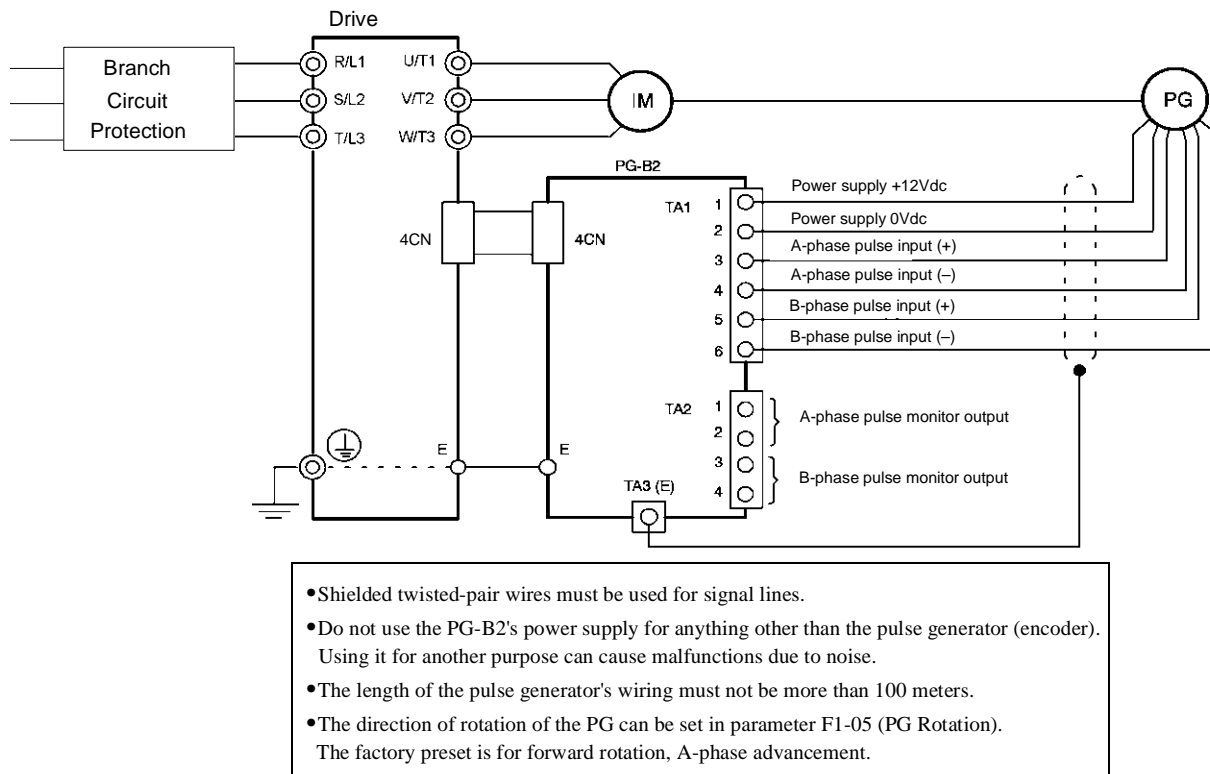 Drive
Branch
Circuit
Protection
R/L1
S/L2
T/L3
U/T1
V/T2
W/T3
IM
PG
PG-B2
4CN
4CN
TA1
1
2
3
4
5
6
Power supply +12Vdc
Power supply 0Vdc
A-phase pulse input (+)
A-phase pulse input (–)
B-phase pulse input (+)
B-phase pulse input (–)
TA2
1
2
3
4
A-phase pulse monitor output
B-phase pulse monitor output
E
E
TA3 (E)
•Shielded twisted-pair wires must be used for signal lines.
•Do not use the PG-B2's power supply for anything other than the pulse generator (encoder).
Using it for another purpose can cause malfunctions due to noise.
•The length of the pulse generator's wiring must not be more than 100 meters.
•The direction of rotation of the PG can be set in parameter F1-05 (PG Rotation).
The factory preset is for forward rotation, A-phase advancement.